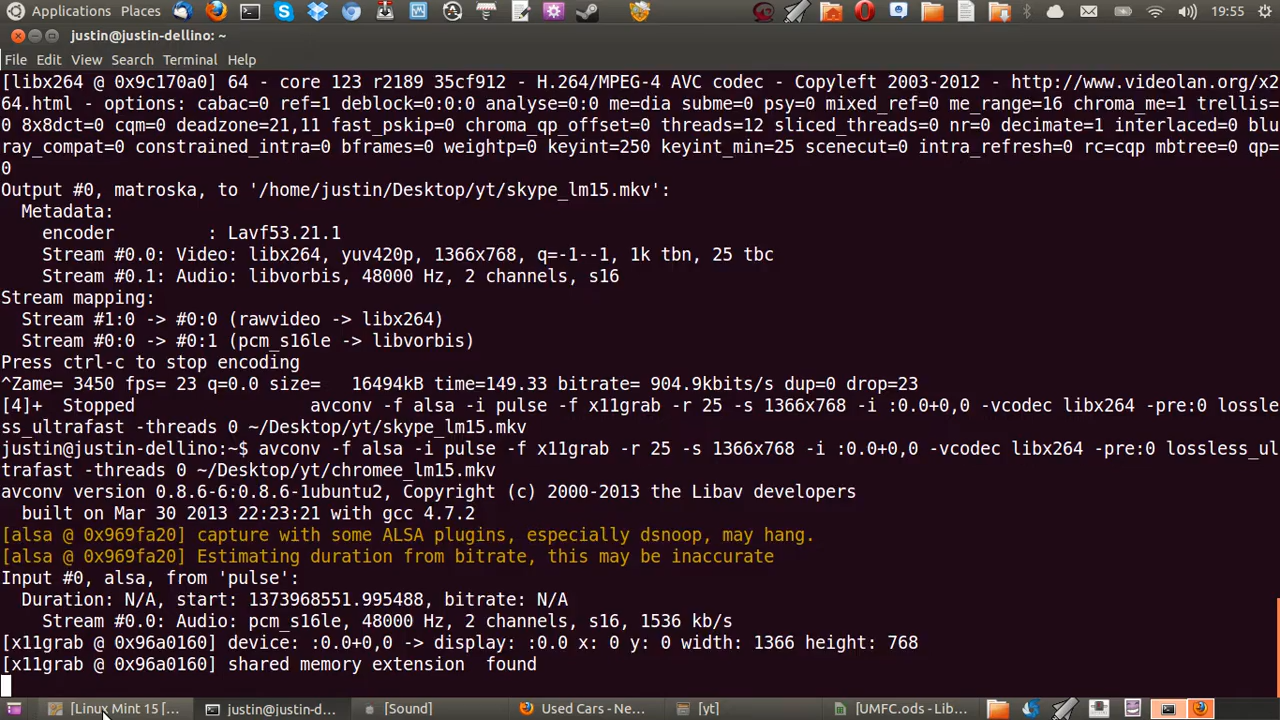 Applications Places 19:55
justin@justin-dellino: ~
File Edit View Search Terminal Help
[libx264 @ 0x9c170a0] 64 - core 123 r2189 35cf912 - H.264/MPEG-4 AVC codec - Copyleft 2003-2012 - http://www.videolan.org/x2
64.html - options: cabac=0 ref=1 deblock=0:0:0 analyse=0:0 me=dia subme=0 psy=0 mixed_ref=0 me_range=16 chroma_me=1 trellis=
0 8x8dct=0 cqm=0 deadzone=21,11 fast_pskip=0 chroma_qp_offset=0 threads=12 sliced_threads=0 nr=0 decimate=1 interlaced=0 blu
ray_compat=0 constrained_intra=0 bframes=0 weightp=0 keyint=250 keyint_min=25 scenecut=0 intra_refresh=0 rc=cqp mbtree=0 qp=
0
Output #0, matroska, to '/home/justin/Desktop/yt/skype_lm15.mkv':
Metadata:
encoder : Lavf53.21.1
Stream #0.0: Video: libx264, yuv420p, 1366x768, q=-1--1, 1k tbn, 25 tbc
Stream #0.1: Audio: libvorbis, 48000 Hz, 2 channels, s16
Stream mapping:
Stream #1:0 -> #0:0 (rawvideo -> libx264)
Stream #0:0 -> #0:1 (pcm_s16le -> libvorbis)
Press ctrl-c to stop encoding
^Zame= 3450 fps= 23 q=0.0 size= 16494kB time=149.33 bitrate= 904.9kbits/s dup=0 drop=23
[4]+ Stopped avconv -f alsa -i pulse -f x11grab -r 25 -s 1366x768 -i :0.0+0,0 -vcodec libx264 -pre:0 lossle
ss_ultrafast -threads 0 ~/Desktop/yt/skype_lm15.mkv
justin@justin-dellino:~$ avconv -f alsa -i pulse -f x11grab -r 25 -s 1366x768 -i :0.0+0,0 -vcodec libx264 -pre:0 lossless_ul
trafast -threads 0 ~/Desktop/yt/chromee_lm15.mkv
avconv version 0.8.6-6:0.8.6-1ubuntu2, Copyright (c) 2000-2013 the Libav developers
built on Mar 30 2013 22:23:21 with gcc 4.7.2
[alsa @ 0x969fa20] capture with some ALSA plugins, especially dsnoop, may hang.
[alsa @ 0x969fa20] Estimating duration from bitrate, this may be inaccurate
Input #0, alsa, from 'pulse':
Duration: N/A, start: 1373968551.995488, bitrate: N/A
Stream #0.0: Audio: pcm_s16le, 48000 Hz, 2 channels, s16, 1536 kb/s
[x11grab @ 0x96a0160] device: :0.0+0,0 -> display: :0.0 x: 0 y: 0 width: 1366 height: 768
[x11grab @ 0x96a0160] shared memory extension found
[Linux Mint 15 [... justin@justin-d... [Sound] Used Cars - Ne... [yt] [UMFC.ods - Lib...